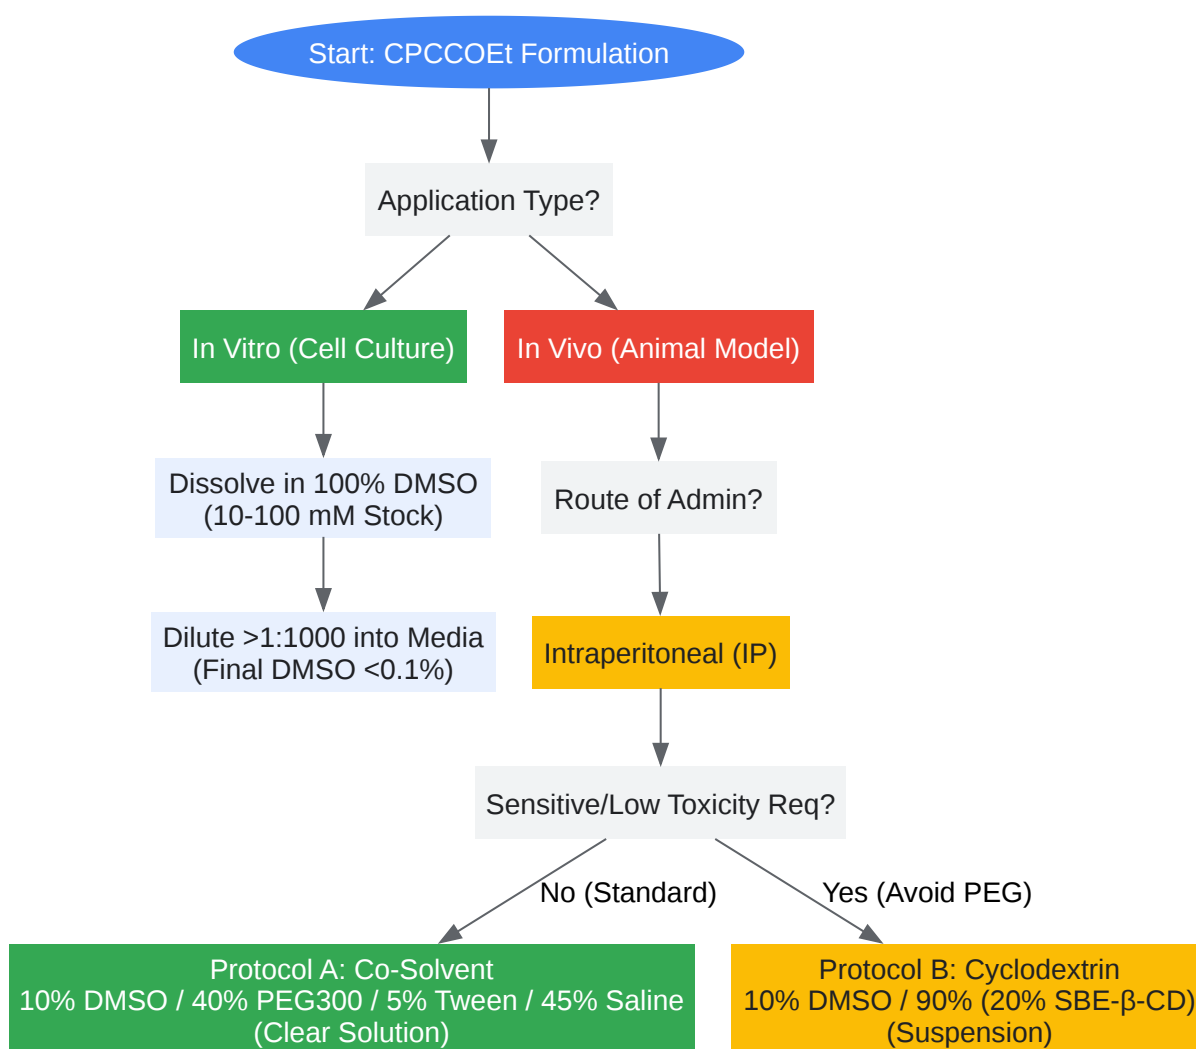 Start: CPCCOEt Formulation
Application Type?
In Vitro (Cell Culture)
In Vivo (Animal Model)
Dissolve in 100% DMSO
(10-100 mM Stock)
Route of Admin?
Dilute >1:1000 into Media
(Final DMSO <0.1%)
Intraperitoneal (IP)
Sensitive/Low Toxicity Req?
No (Standard)
Yes (Avoid PEG)
Protocol A: Co-Solvent
10% DMSO / 40% PEG300 / 5% Tween / 45% Saline
(Clear Solution)
Protocol B: Cyclodextrin
10% DMSO / 90% (20% SBE-β-CD)
(Suspension)